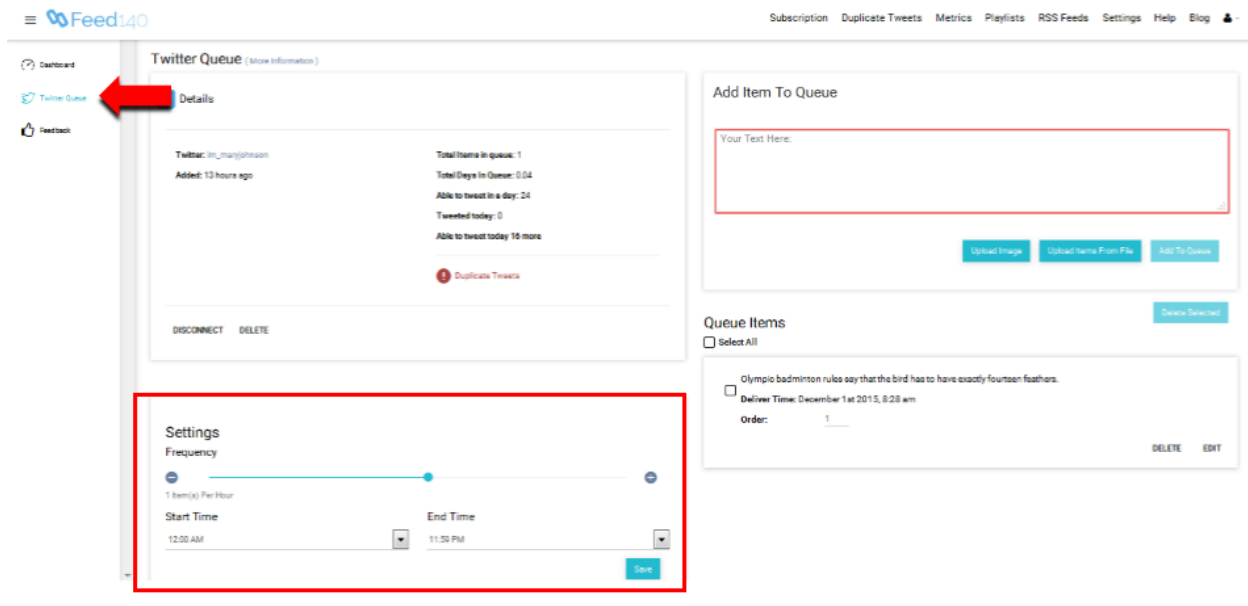 Feed140
Subscription Duplicate Tweets Metrics Playlists RSS Feeds Settings Help Blog
Dashboard
Twitter Queue
Feedback
Twitter Queue ( More Information )
Details
Twitter: im_maryjohnson
Added: 13 hours ago
Total Items in queue: 1
Total Days In Queue: 0.04
Able to tweet in a day: 24
Tweeted today: 0
Able to tweet today 16 more
Duplicate Tweets
DISCONNECT DELETE
Settings
Frequency
1 Item(s) Per Hour
Start Time End Time
12:00 AM 11:59 PM
Save
Add Item To Queue
Your Text Here:
Upload Image Upload Items From File Add To Queue
Delete Selected
Queue Items
Select All
Olympic badminton rules say that the bird has to have exactly fourteen feathers.
Deliver Time: December 1st 2015, 8:28 am
Order: 1
DELETE EDIT